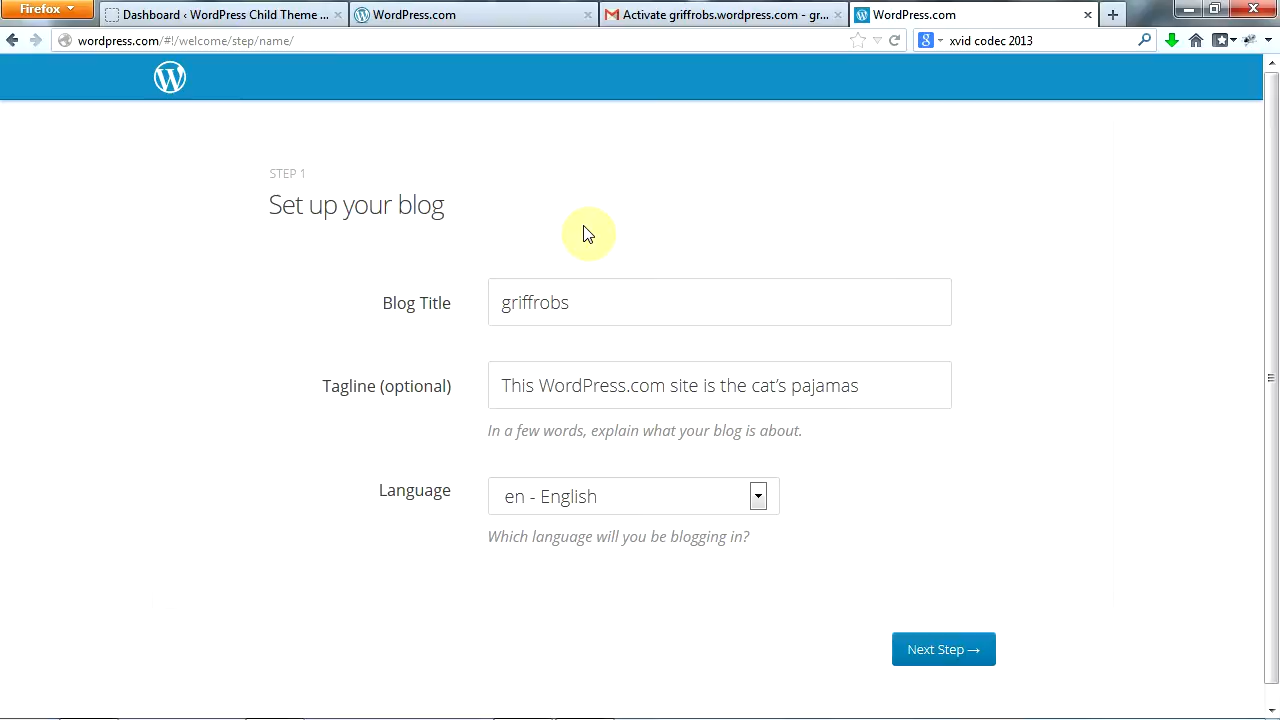 Firefox
Dashboard ‹ WordPress Child Theme ...
WordPress.com
Activate griffrobs.wordpress.com - gr...
WordPress.com
wordpress.com/#!/welcome/step/name/
xvid codec 2013
STEP 1
Set up your blog
Blog Title
griffrobs
Tagline (optional)
This WordPress.com site is the cat’s pajamas
In a few words, explain what your blog is about.
Language
en - English
Which language will you be blogging in?
Next Step →